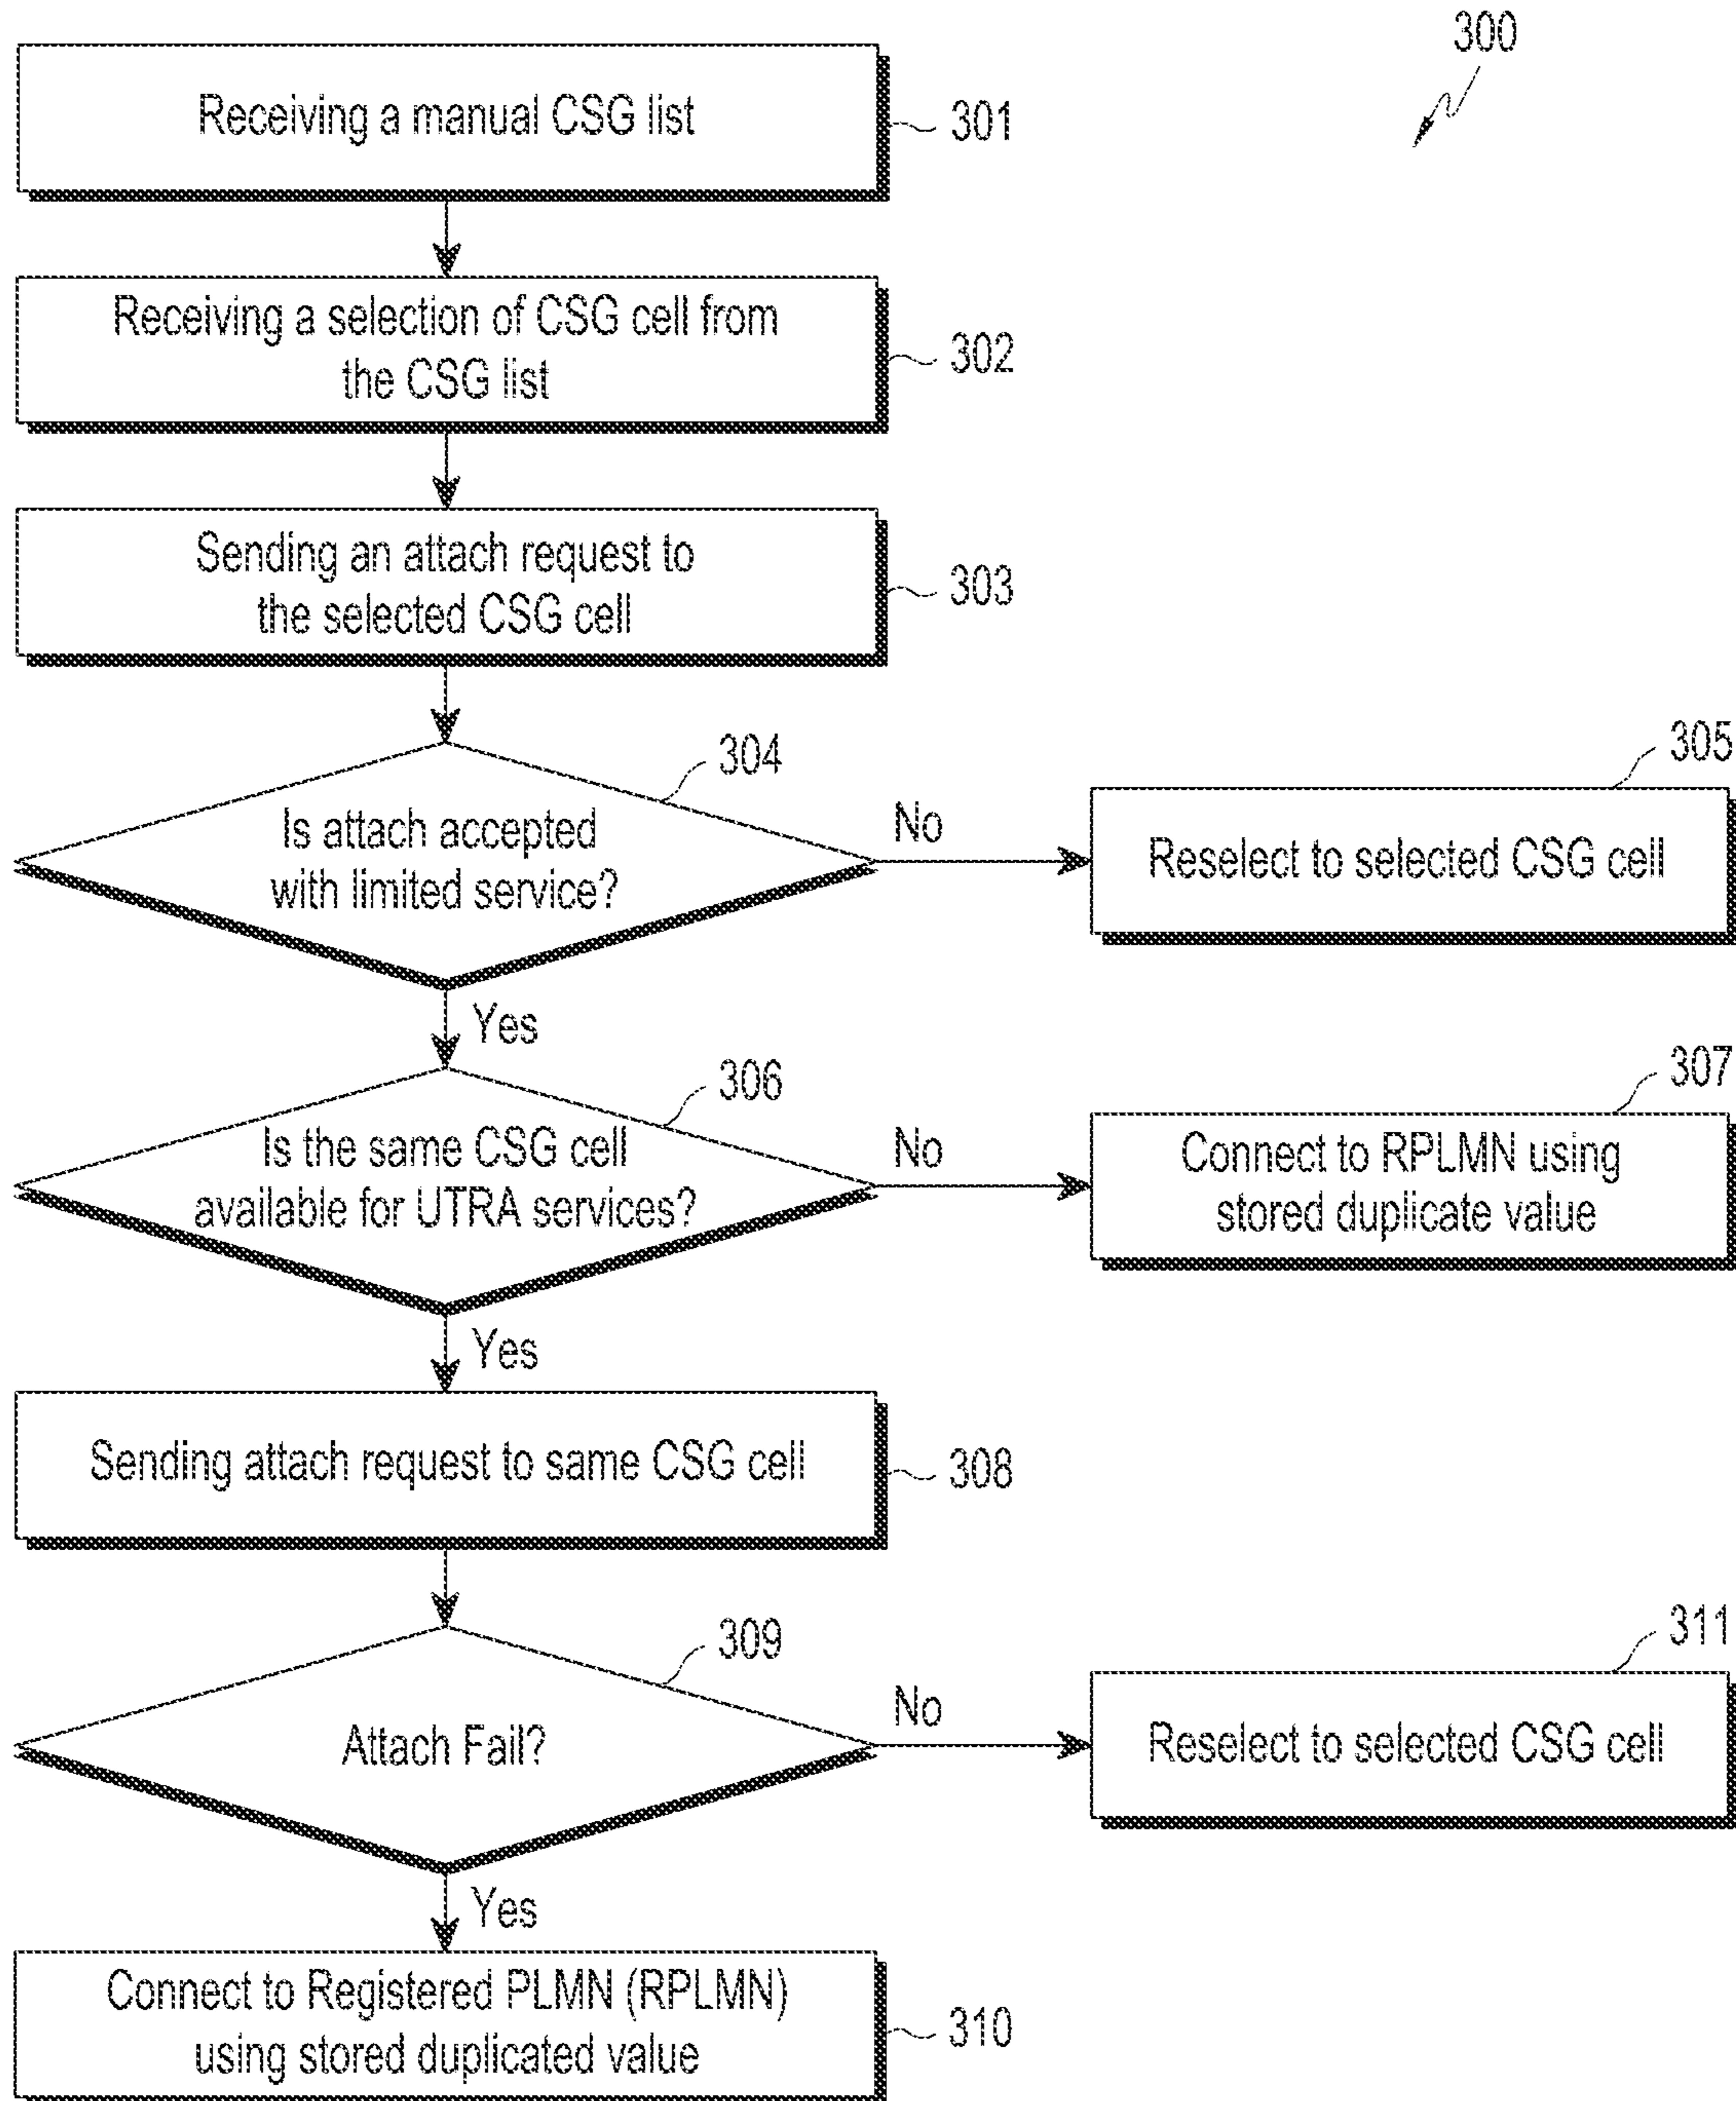 300
Receiving a manual CSG list
301
Receiving a selection of CSG cell from
the CSG list
302
Sending an attach request to
the selected CSG cell
303
304
Is attach accepted
with limited service?
No
305
Reselect to selected CSG cell
Yes
306
Is the same CSG cell
available for UTRA services?
No
307
Connect to RPLMN using
stored duplicate value
Yes
Sending attach request to same CSG cell
308
309
Attach Fail?
No
311
Reselect to selected CSG cell
Yes
Connect to Registered PLMN (RPLMN)
using stored duplicated value
310